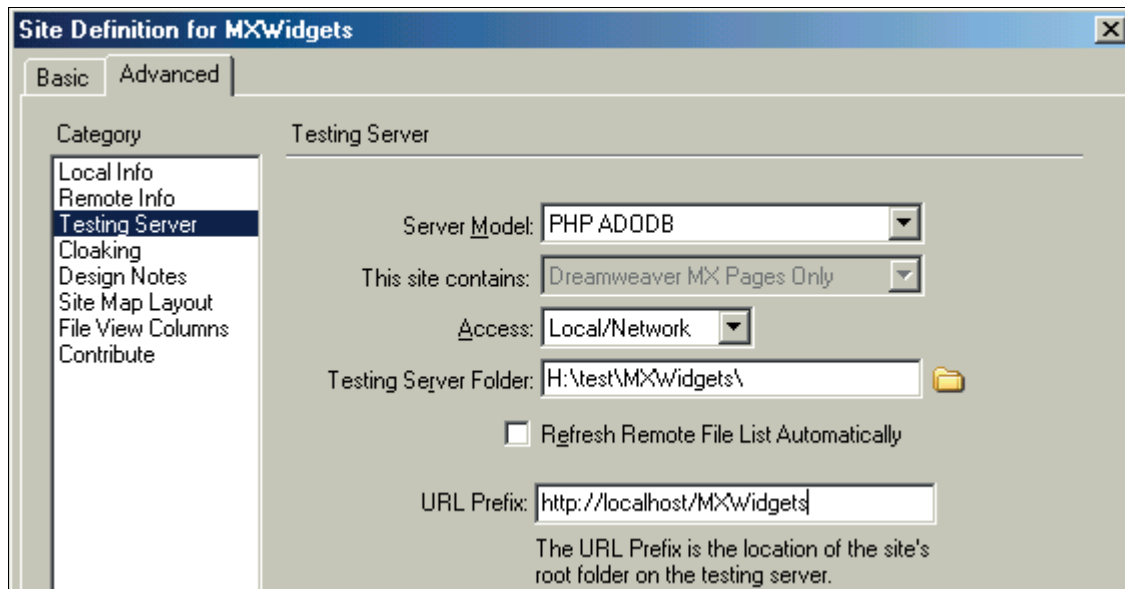 Site Definition for MXWidgets
Basic
Advanced
Category
Local Info
Remote Info
Testing Server
Cloaking
Design Notes
Site Map Layout
File View Columns
Contribute
Testing Server
Server Model: PHP ADODB
This site contains: Dreamweaver MX Pages Only
Access: Local/Network
Testing Server Folder: H:\test\MXWidgets\
Refresh Remote File List Automatically
URL Prefix: http://localhost/MXWidgets
The URL Prefix is the location of the site's
root folder on the testing server.